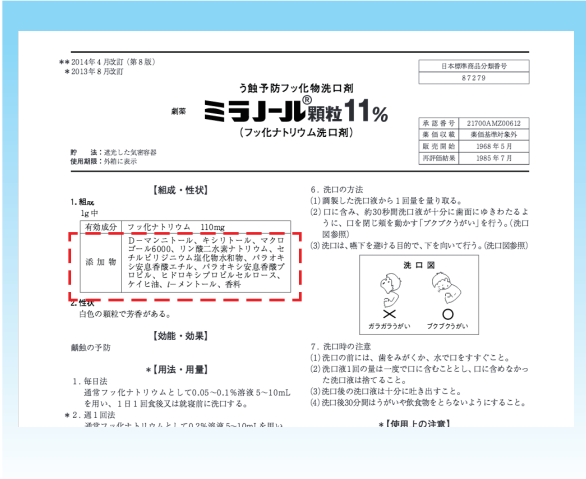 **2014年4月改訂（第8版）
*2013年8月改訂
日本標準商品分類番号
87279
う蝕予防フッ化物洗口剤
劇薬 ミラノール®顆粒11%
(フッ化ナトリウム洗口剤)
承認番号 21700AMZ00612
薬価収載 薬価基準対象外
販売開始 1968年5月
再評価結果 1985年7月
貯　法：遮光した気密容器
使用期限：外箱に表示
【組成・性状】
1. 組成
1g中
有効成分 フッ化ナトリウム 110mg
添加物
D−マンニトール、キシリトール、マクロ
ゴール6000、リン酸二水素ナトリウム、セ
チルピリジニウム塩化物水和物、パラオキ
シ安息香酸エチル、パラオキシ安息香酸プ
ロピル、ヒドロキシプロピルセルロース、
ケイヒ油、l−メントール、香料
2. 性状
白色の顆粒で芳香がある。
【効能・効果】
齲蝕の予防
*【用法・用量】
1．毎日法
通常フッ化ナトリウムとして0.05~0.1%溶液5~10mL
を用い、1日1回食後又は就寝前に洗口する。
*2．週1回法
通常フッ化ナトリウムとして0.2%溶液5~10mLを用い、
6．洗口の方法
(1)調製した洗口液から1回量を量り取る。
(2)口に含み、約30秒間洗口液が十分に歯面にゆきわたるよ
うに、口を閉じ頬を動かす「ブクブクうがい」を行う。(洗口
図参照)
(3)洗口は、嚥下を避ける目的で、下を向いて行う。(洗口図参照)
洗口図
ガラガラうがい ブクブクうがい
7．洗口時の注意
(1)洗口の前には、歯をみがくか、水で口をすすぐこと。
(2)洗口液1回の量は一度で口に含むこととし、口に含めなかっ
た洗口液は捨てること。
(3)洗口後の洗口液は十分に吐き出すこと。
(4)洗口後30分間はうがいや飲食物をとらないようにすること。
*【使用上の注意】